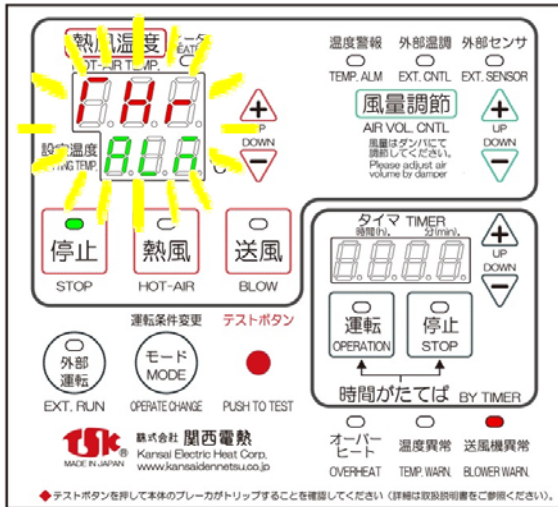 熱風温度
HOT-AIR TEMP.
THr
設定温度
ALA
UP
DOWN
停止
STOP
熱風
HOT-AIR
送風
BLOW
温度警報 外部温調 外部センサ
TEMP. ALM EXT. CNTL EXT. SENSOR
風量調節
AIR VOL. CNTL
風量はダンパにて
調節してください。
Please adjust air
volume by damper
UP
DOWN
タイマ TIMER
時間(h). 分(min).
UP
DOWN
運転
OPERATION
停止
STOP
時間がたてば BY TIMER
運転条件変更 テストボタン
外部
運転
EXT. RUN
モード
MODE
OPERATE CHANGE
PUSH TO TEST
オーバー
ヒート
OVERHEAT
温度異常
TEMP. WARN.
送風機異常
BLOWER WARN.
TSK®
MADE IN JAPAN
株式会社 関西電熱
Kansai Electric Heat Corp.
www.kansaidennetsu.co.jp
◆テストボタンを押して本体のブレーカがトリップすることを確認してください(詳細は取扱説明書をご参照ください)。